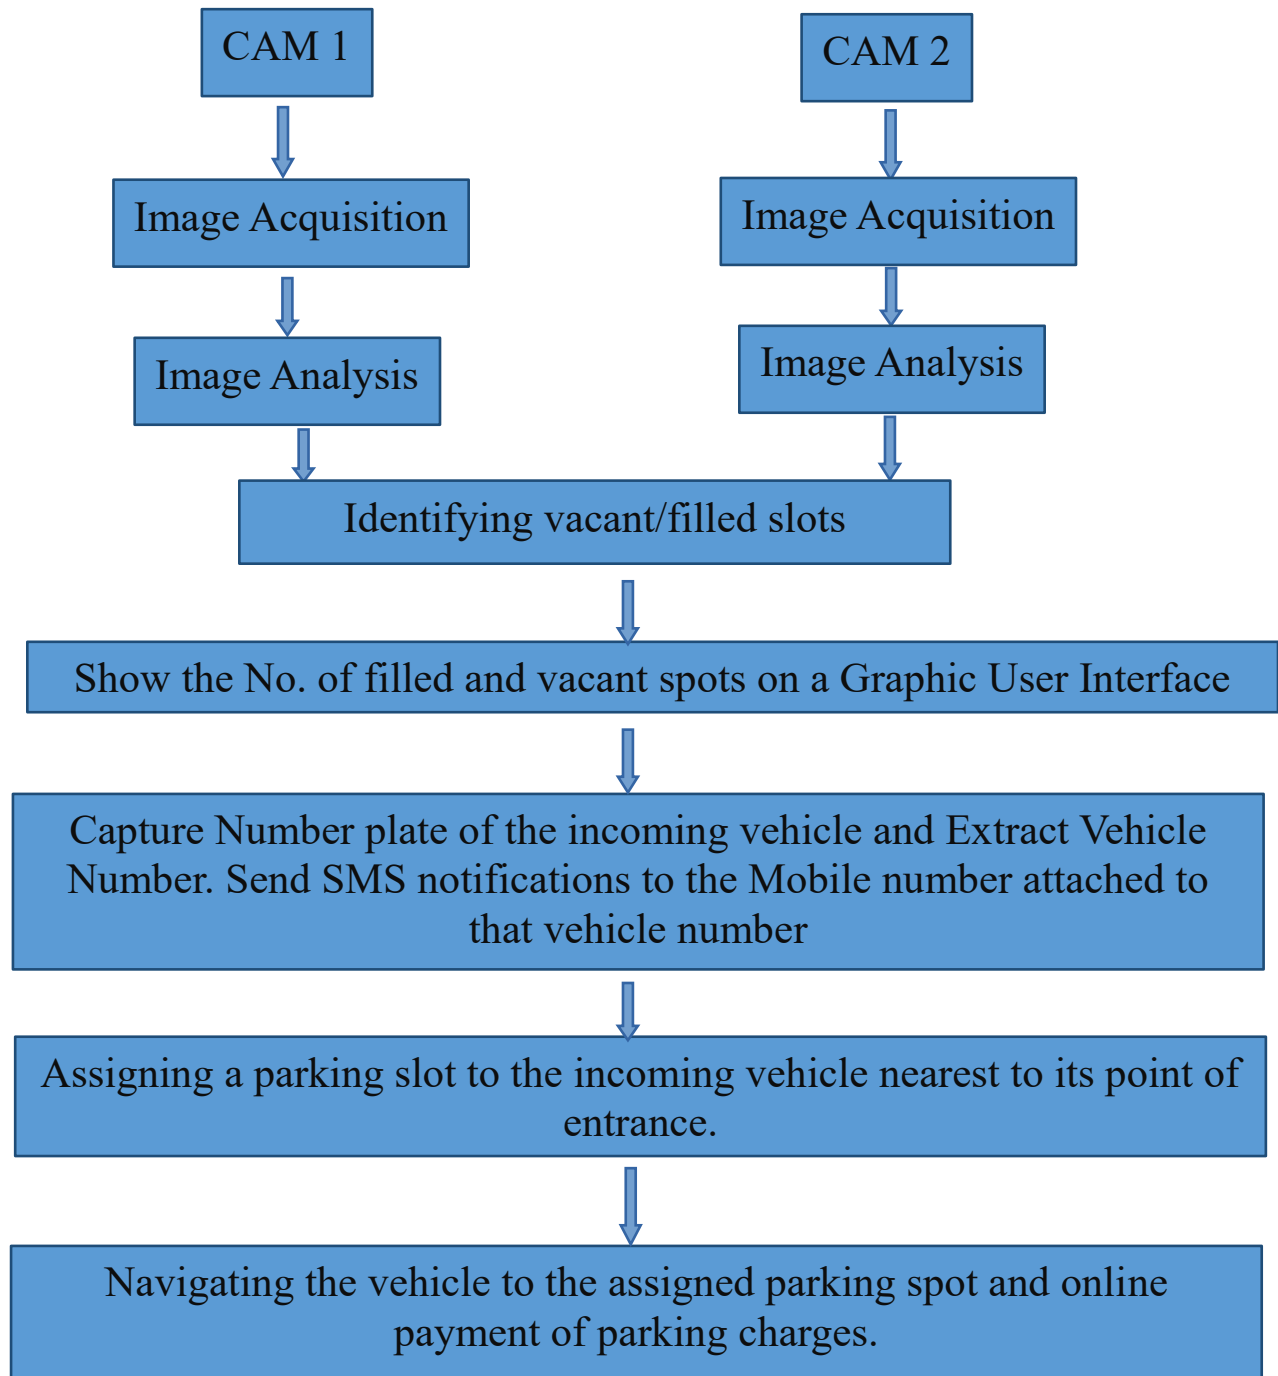 CAM 1
CAM 2
Image Acquisition
Image Acquisition
Image Analysis
Image Analysis
Identifying vacant/filled slots
Show the No. of filled and vacant spots on a Graphic User Interface
Capture Number plate of the incoming vehicle and Extract Vehicle
Number. Send SMS notifications to the Mobile number attached to
that vehicle number
Assigning a parking slot to the incoming vehicle nearest to its point of
entrance.
Navigating the vehicle to the assigned parking spot and online
payment of parking charges.